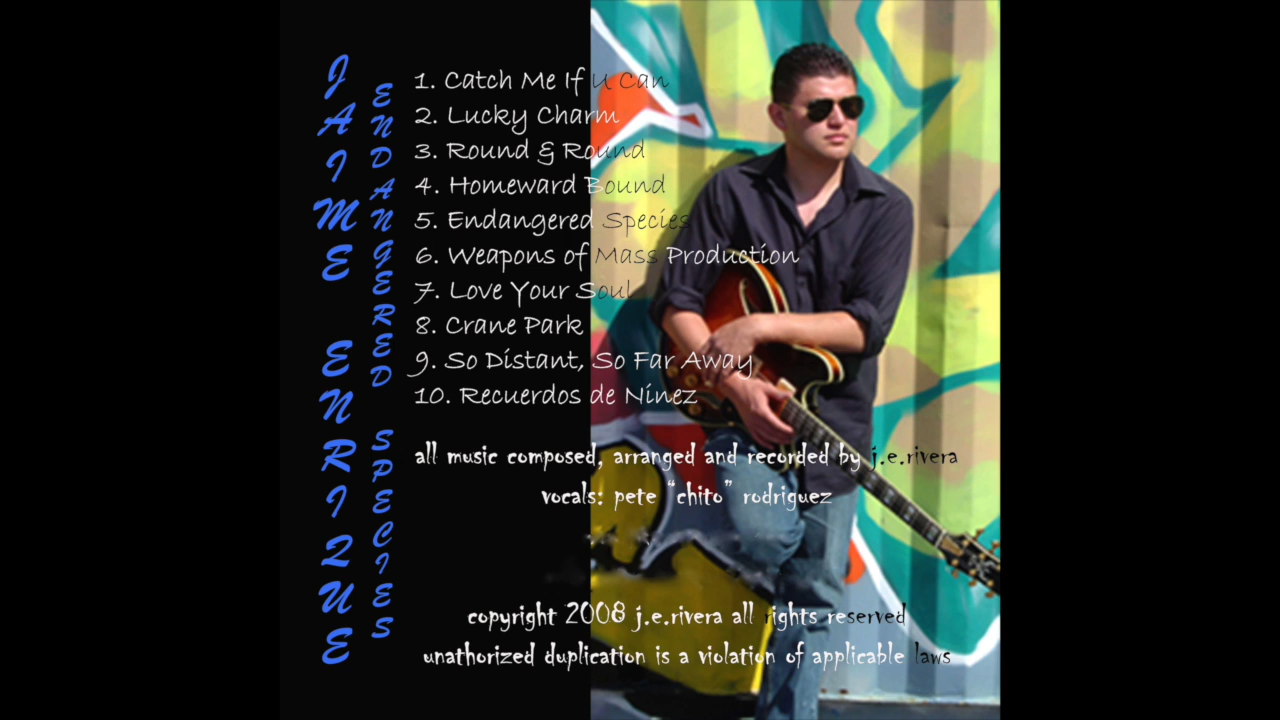 JAIME ENRIQUE
ENDANGERED SPECIES
1. Catch Me If U Can
2. Lucky Charm
3. Round & Round
4. Homeward Bound
5. Endangered Species
6. Weapons of Mass Production
7. Love Your Soul
8. Crane Park
9. So Distant, So Far Away
10. Recuerdos de Ninez
all music composed, arranged and recorded by j.e.rivera
vocals: pete “chito” rodriguez
copyright 2008 j.e.rivera all rights reserved
unathorized duplication is a violation of applicable laws